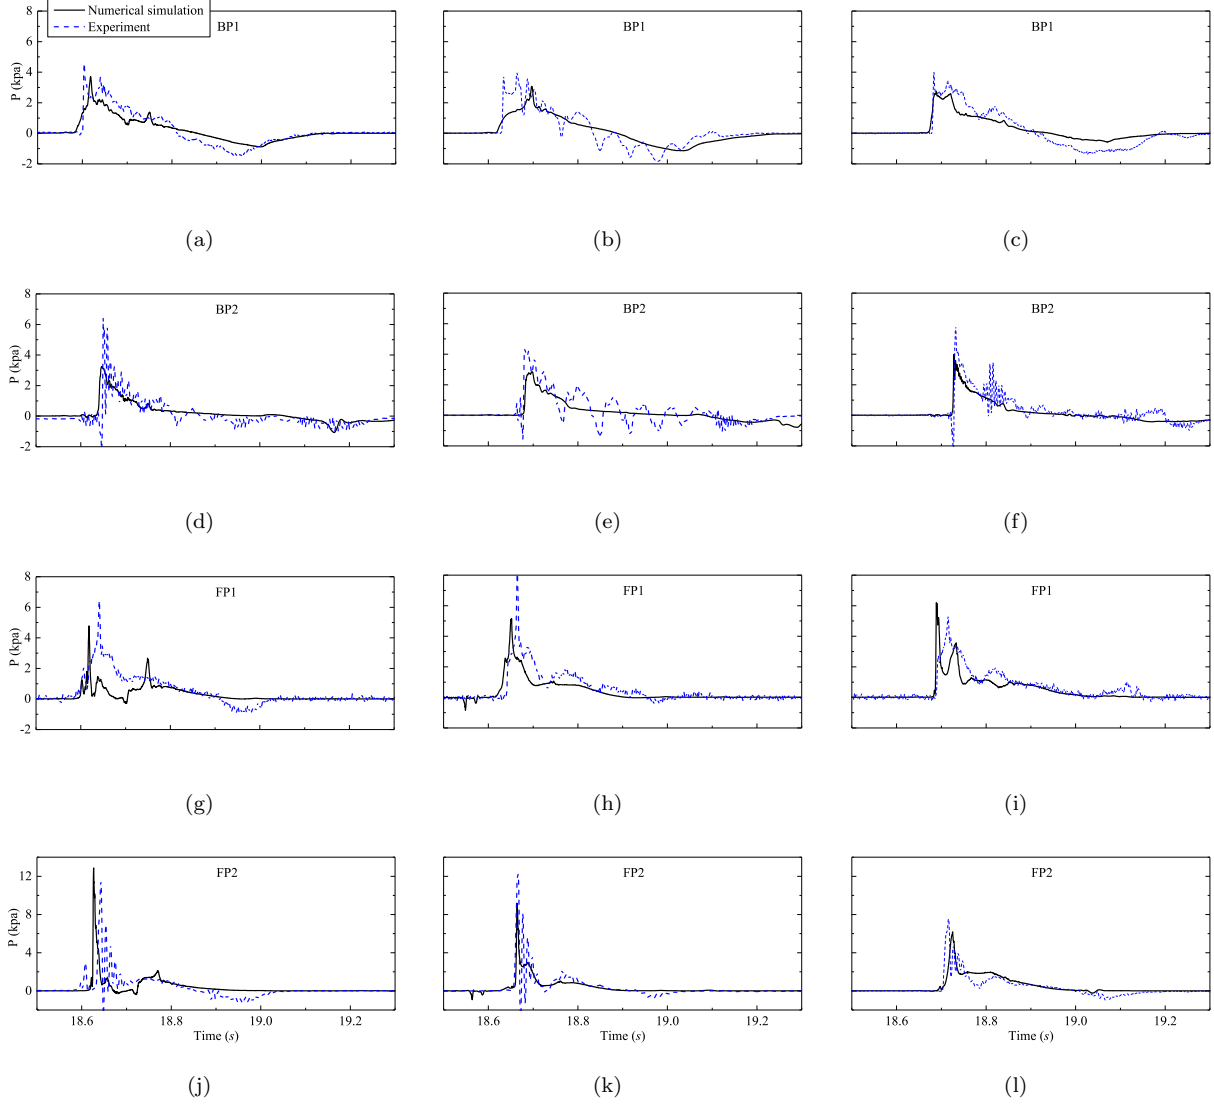 Numerical simulation
Experiment
8
6
4
2
0
-2
P (kpa)
BP1
BP1
BP1
(a)
(b)
(c)
8
6
4
2
0
-2
P (kpa)
BP2
BP2
BP2
(d)
(e)
(f)
8
6
4
2
0
-2
P (kpa)
FP1
FP1
FP1
(g)
(h)
(i)
12
8
4
0
P (kpa)
FP2
FP2
FP2
18.6 18.8 19.0 19.2
18.6 18.8 19.0 19.2
18.6 18.8 19.0 19.2
Time (s)
Time (s)
Time (s)
(j)
(k)
(l)